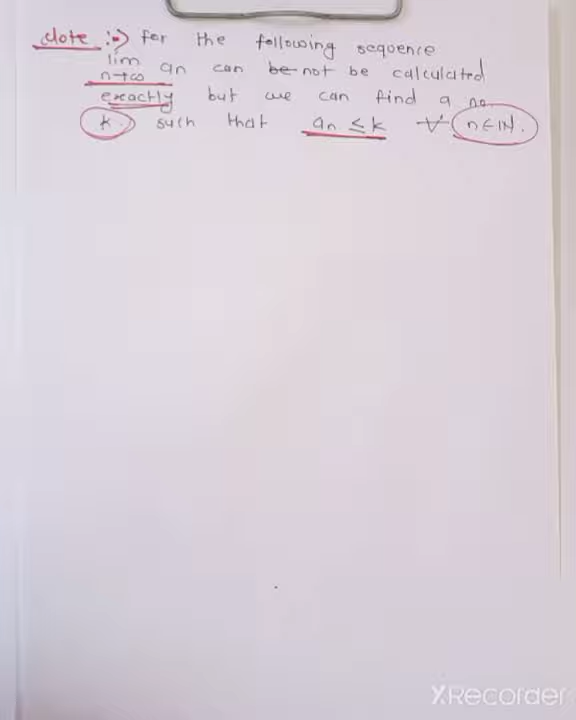 Note :→ for the following sequence
lim n→∞ an can be not be calculated
exactly but we can find a no.
k such that an ≤ k ∀ n ∈ IN.
XRecorder